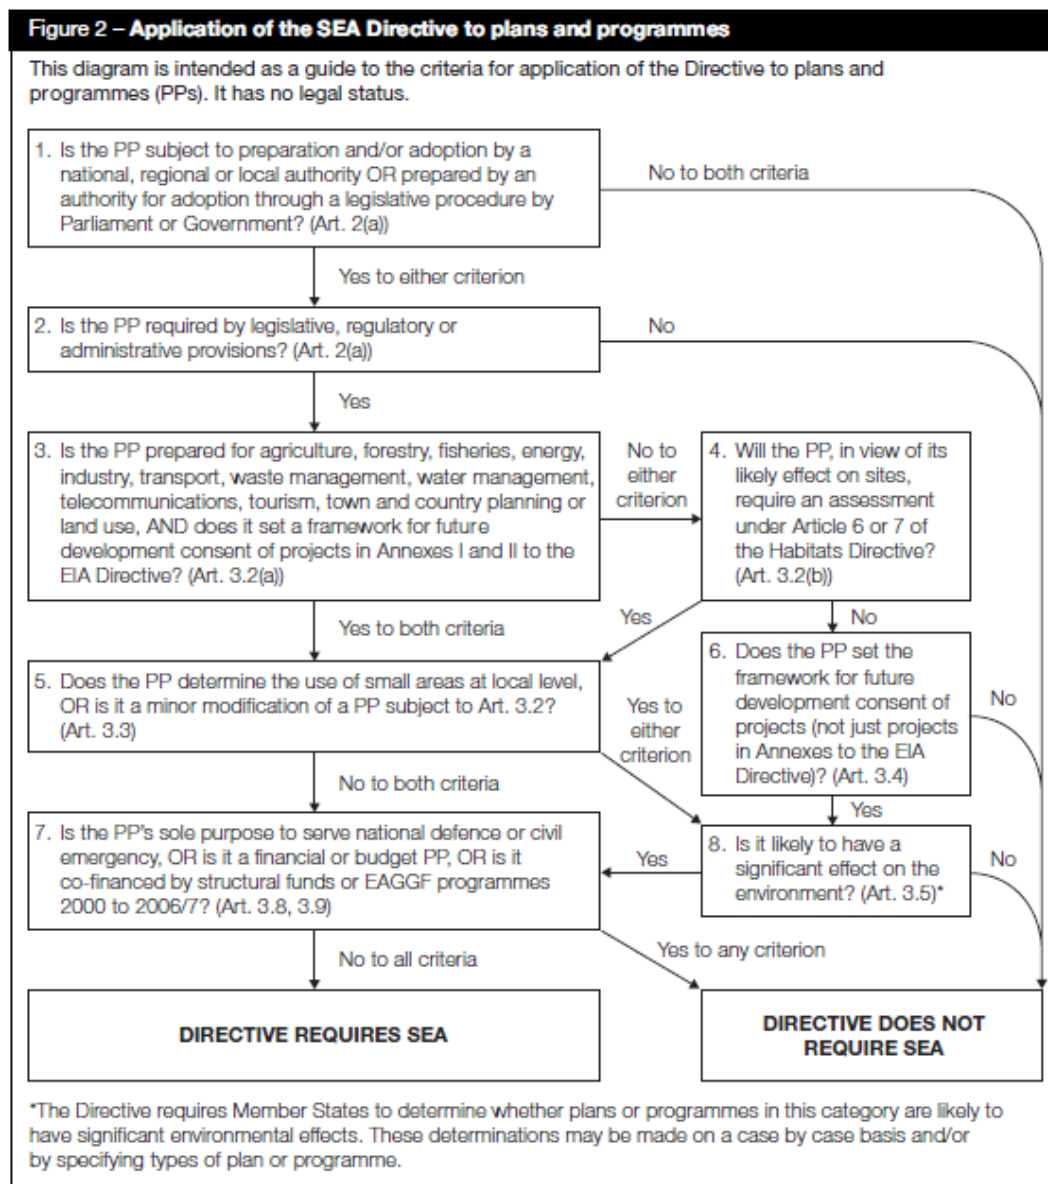 Figure 2 – Application of the SEA Directive to plans and programmes
This diagram is intended as a guide to the criteria for application of the Directive to plans and
programmes (PPs). It has no legal status.
1. Is the PP subject to preparation and/or adoption by a
national, regional or local authority OR prepared by an
authority for adoption through a legislative procedure by
Parliament or Government? (Art. 2(a))
No to both criteria
Yes to either criterion
2. Is the PP required by legislative, regulatory or
administrative provisions? (Art. 2(a))
No
Yes
3. Is the PP prepared for agriculture, forestry, fisheries, energy,
industry, transport, waste management, water management,
telecommunications, tourism, town and country planning or
land use, AND does it set a framework for future
development consent of projects in Annexes I and II to the
EIA Directive? (Art. 3.2(a))
No to
either
criterion
4. Will the PP, in view of its
likely effect on sites,
require an assessment
under Article 6 or 7 of
the Habitats Directive?
(Art. 3.2(b))
Yes to both criteria
Yes
No
5. Does the PP determine the use of small areas at local level,
OR is it a minor modification of a PP subject to Art. 3.2?
(Art. 3.3)
Yes to
either
criterion
6. Does the PP set the
framework for future
development consent of
projects (not just projects
in Annexes to the EIA
Directive)? (Art. 3.4)
No
No to both criteria
Yes
7. Is the PP's sole purpose to serve national defence or civil
emergency, OR is it a financial or budget PP, OR is it
co-financed by structural funds or EAGGF programmes
2000 to 2006/7? (Art. 3.8, 3.9)
Yes
8. Is it likely to have a
significant effect on the
environment? (Art. 3.5)*
No
No to all criteria
Yes to any criterion
DIRECTIVE REQUIRES SEA
DIRECTIVE DOES NOT
REQUIRE SEA
*The Directive requires Member States to determine whether plans or programmes in this category are likely to
have significant environmental effects. These determinations may be made on a case by case basis and/or
by specifying types of plan or programme.